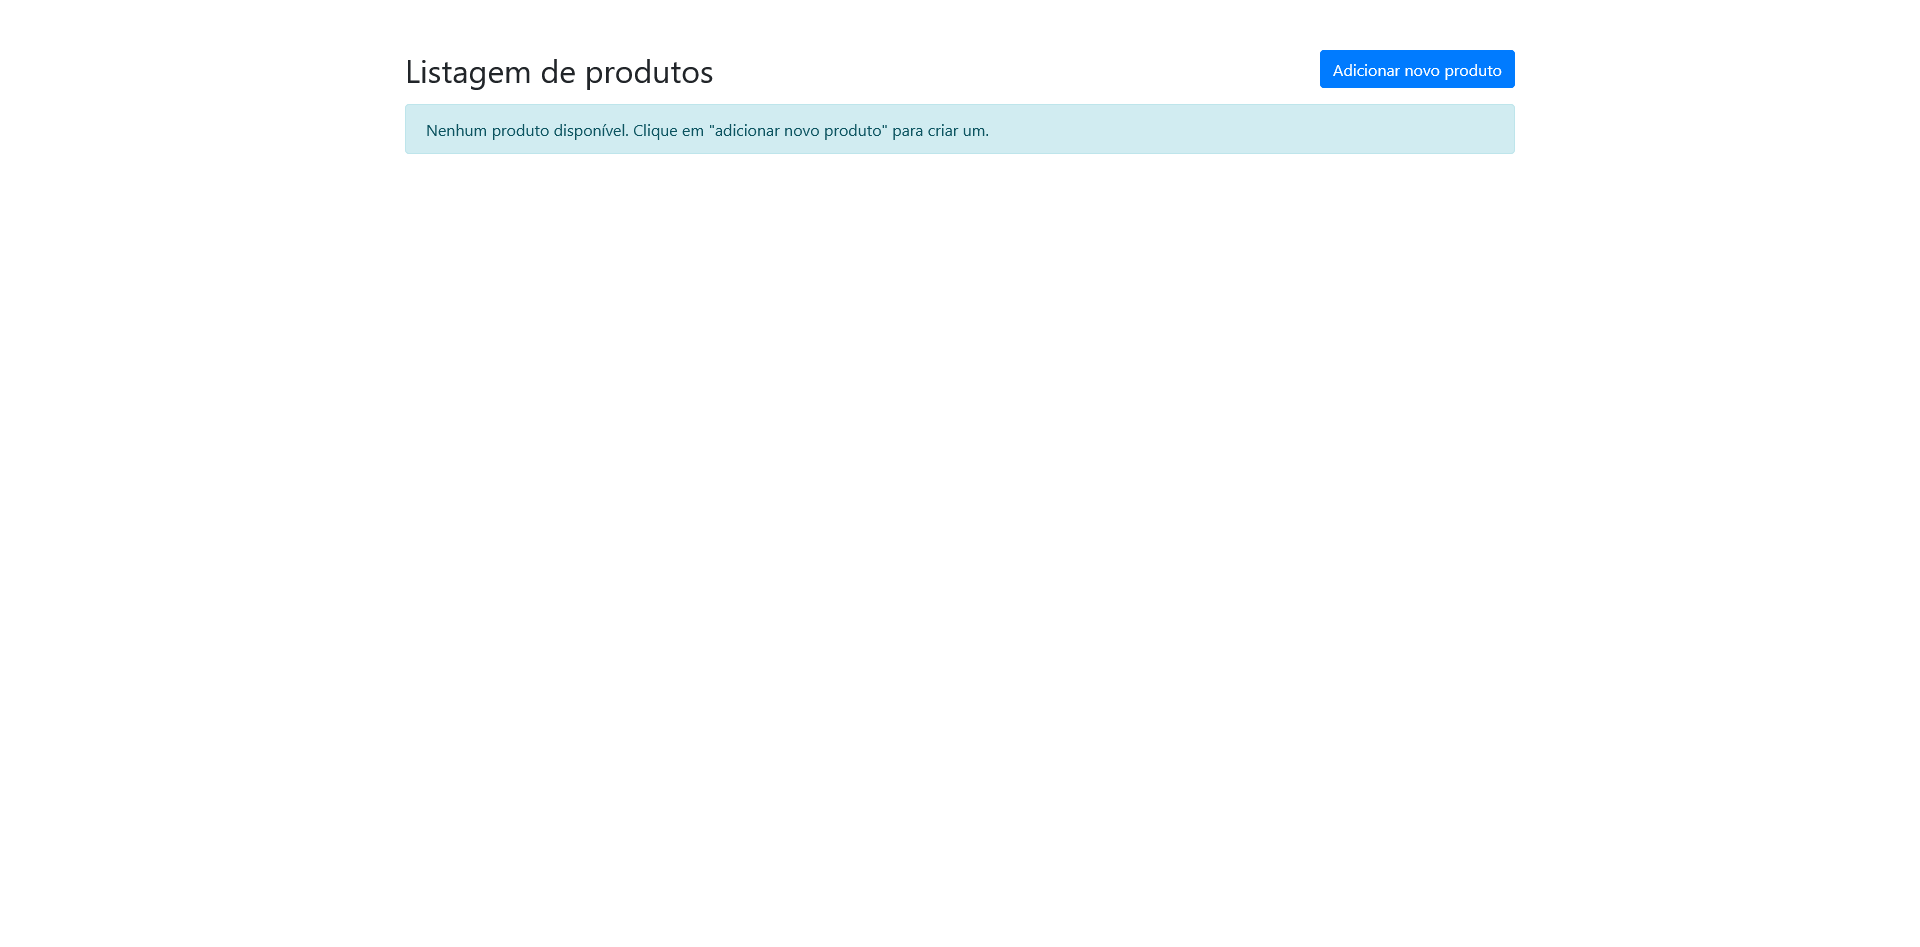 Listagem de produtos
Adicionar novo produto
Nenhum produto disponível. Clique em "adicionar novo produto" para criar um.